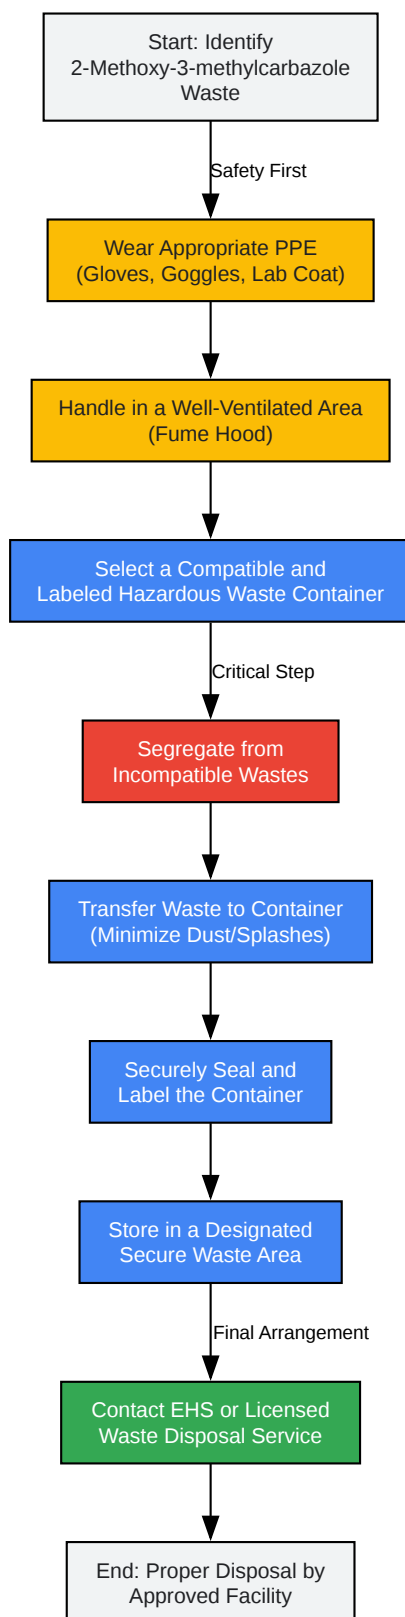 Start: Identify
2-Methoxy-3-methylcarbazole
Waste
Safety First
Wear Appropriate PPE
(Gloves, Goggles, Lab Coat)
Handle in a Well-Ventilated Area
(Fume Hood)
Select a Compatible and
Labeled Hazardous Waste Container
Critical Step
Segregate from
Incompatible Wastes
Transfer Waste to Container
(Minimize Dust/Splashes)
Securely Seal and
Label the Container
Store in a Designated
Secure Waste Area
Final Arrangement
Contact EHS or Licensed
Waste Disposal Service
End: Proper Disposal by
Approved Facility